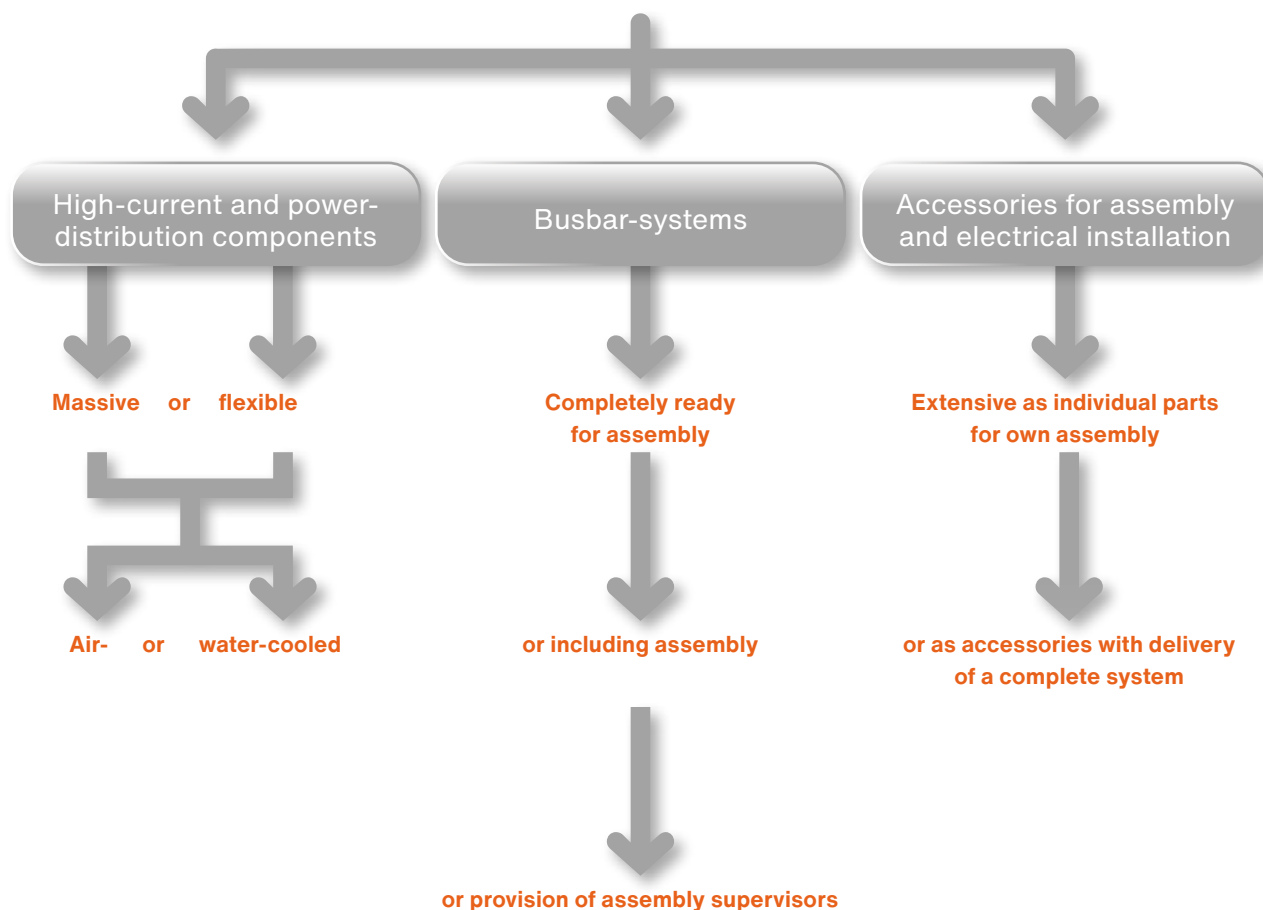 High-current and power-
distribution components
Busbar-systems
Accessories for assembly
and electrical installation
Massive or flexible
Completely ready
for assembly
Extensive as individual parts
for own assembly
Air- or water-cooled
or including assembly
or as accessories with delivery
of a complete system
or provision of assembly supervisors